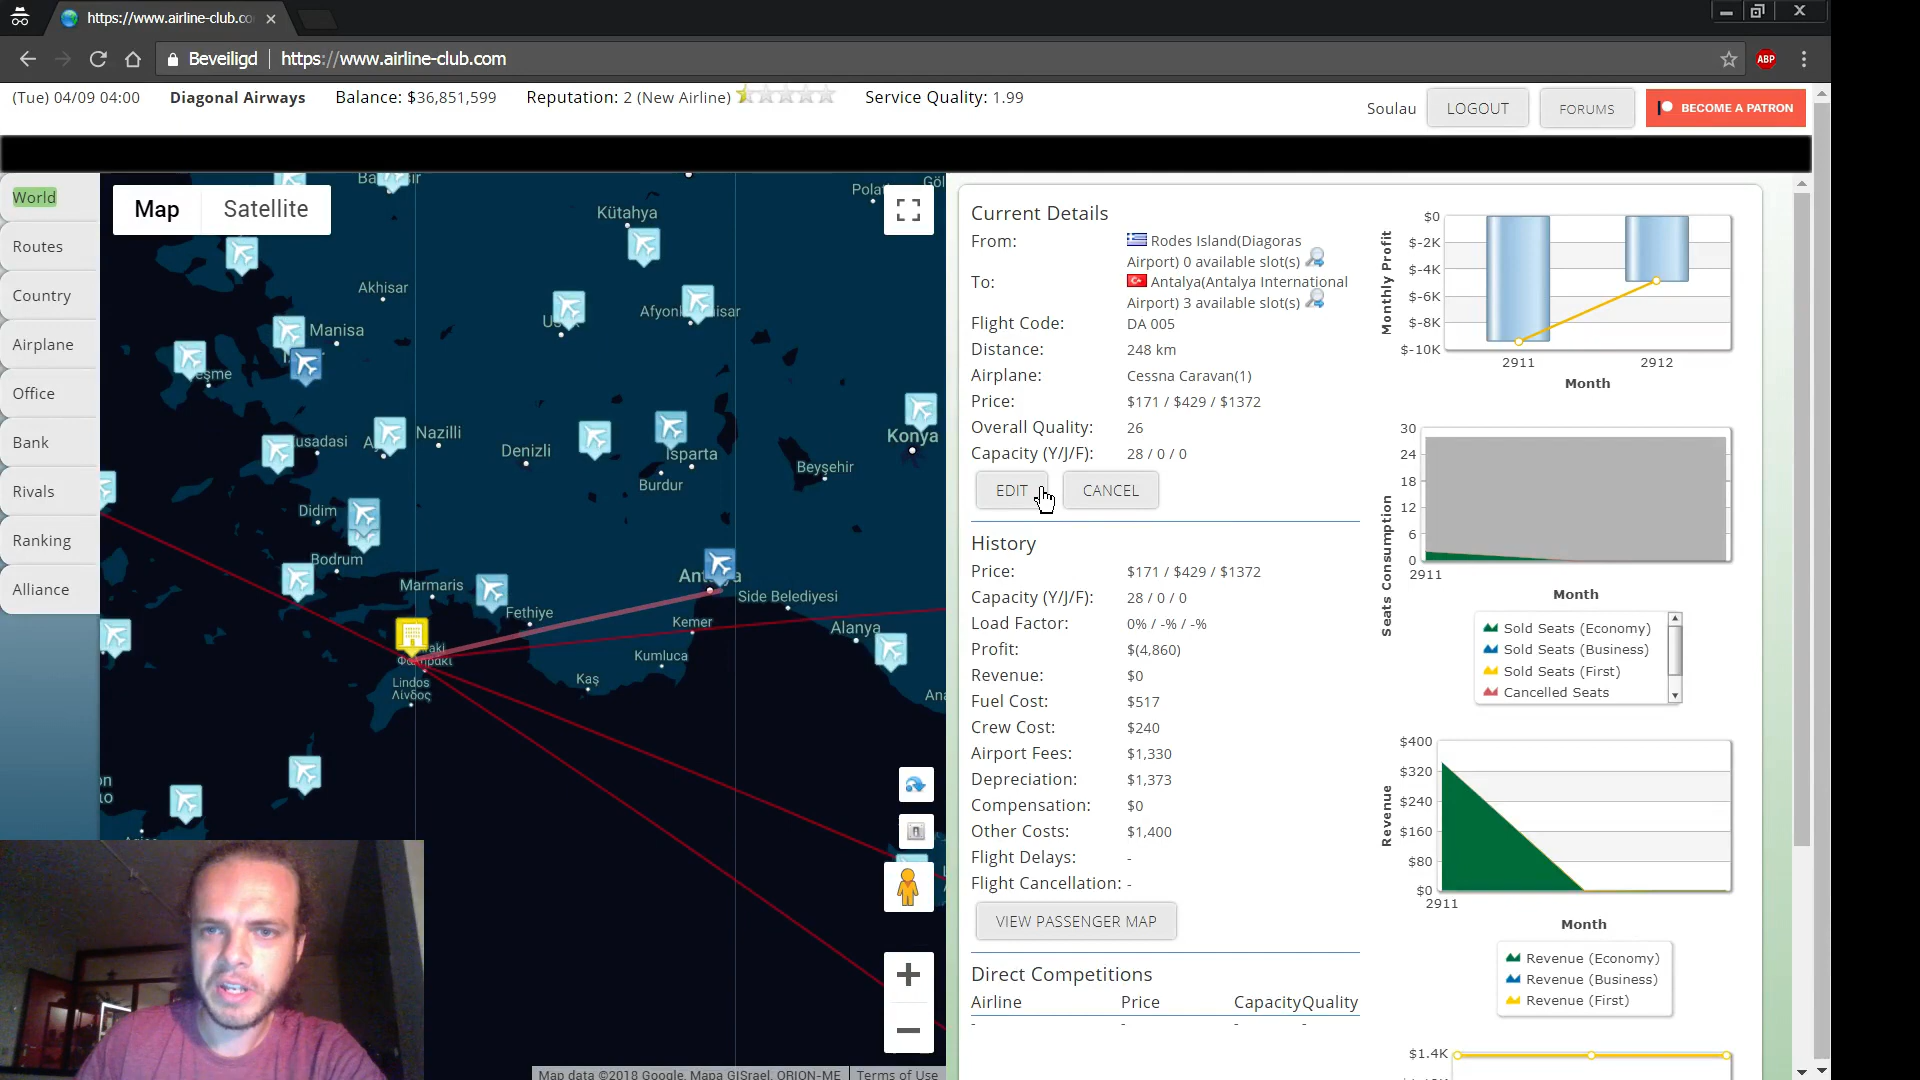 https://www.airline-club.co
Beveiligd
https://www.airline-club.com
ABP
(Tue) 04/09 04:00
Diagonal Airways
Balance: $36,851,599
Reputation: 2 (New Airline)
Service Quality: 1.99
Soulau
LOGOUT
FORUMS
BECOME A PATRON
World
Routes
Country
Airplane
Office
Bank
Rivals
Ranking
Alliance
Map
Satellite
Kütahya
Akhisar
Manisa
Nazilli
Denizli
Isparta
Burdur
Konya
Beyşehir
Didim
Bodrum
Marmaris
Fethiye
Side Belediyesi
Kemer
Alanya
Kumluca
Kaş
Lindos
Λίνδος
Map data ©2018 Google, Mapa GISrael, ORION-ME
Terms of Use
Current Details
From: Rodes Island(Diagoras
Airport) 0 available slot(s)
To: Antalya(Antalya International
Airport) 3 available slot(s)
Flight Code: DA 005
Distance: 248 km
Airplane: Cessna Caravan(1)
Price: $171 / $429 / $1372
Overall Quality: 26
Capacity (Y/J/F): 28 / 0 / 0
EDIT
CANCEL
History
Price: $171 / $429 / $1372
Capacity (Y/J/F): 28 / 0 / 0
Load Factor: 0% / -% / -%
Profit: $(4,860)
Revenue: $0
Fuel Cost: $517
Crew Cost: $240
Airport Fees: $1,330
Depreciation: $1,373
Compensation: $0
Other Costs: $1,400
Flight Delays: -
Flight Cancellation: -
VIEW PASSENGER MAP
Direct Competitions
Airline Price CapacityQuality
- - - -
Monthly Profit
$0
$-2K
$-4K
$-6K
$-8K
$-10K
2911 2912
Month
Seats Consumption
30
24
18
12
6
0
2911
Month
Sold Seats (Economy)
Sold Seats (Business)
Sold Seats (First)
Cancelled Seats
Revenue
$400
$320
$240
$160
$80
$0
2911
Month
Revenue (Economy)
Revenue (Business)
Revenue (First)
$1.4K